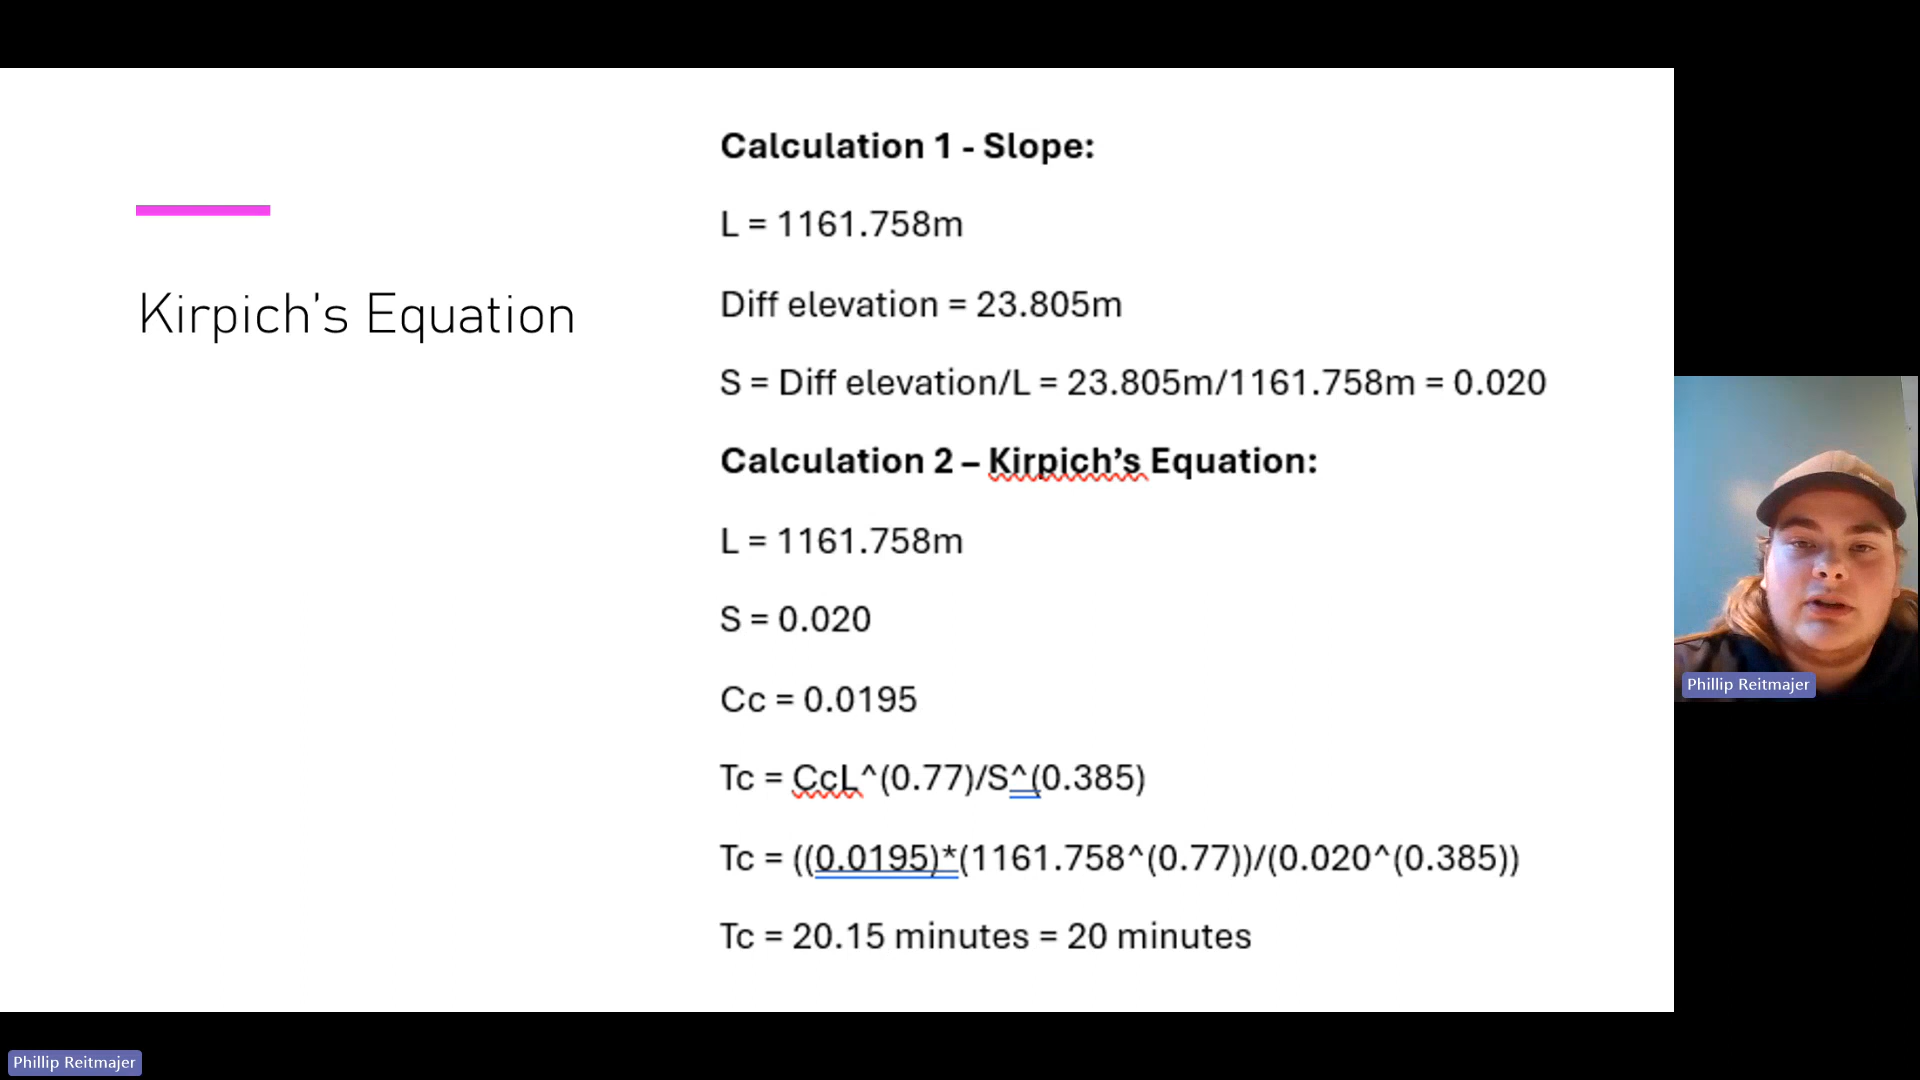 Kirpich's Equation
Calculation 1 - Slope:
L = 1161.758m
Diff elevation = 23.805m
S = Diff elevation/L = 23.805m/1161.758m = 0.020
Calculation 2 – Kirpich's Equation:
L = 1161.758m
S = 0.020
Cc = 0.0195
Tc = CcL^(0.77)/S^(0.385)
Tc = ((0.0195)*(1161.758^(0.77))/(0.020^(0.385))
Tc = 20.15 minutes = 20 minutes
Phillip Reitmajer
Phillip Reitmajer